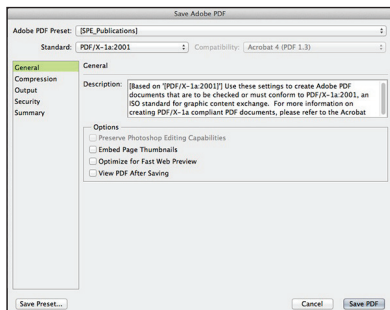 Save Adobe PDF
Adobe PDF Preset: [SPE_Publications]
Standard: PDF/X-1a:2001 Compatibility: Acrobat 4 (PDF 1.3)
General
Compression
Output
Security
Summary
General
Description: [Based on '[PDF/X-1a:2001]'] Use these settings to create Adobe PDF
documents that are to be checked or must conform to PDF/X-1a:2001, an
ISO standard for graphic content exchange. For more information on
creating PDF/X-1a compliant PDF documents, please refer to the Acrobat
Options
Preserve Photoshop Editing Capabilities
Embed Page Thumbnails
Optimize for Fast Web Preview
View PDF After Saving
Save Preset... Cancel Save PDF